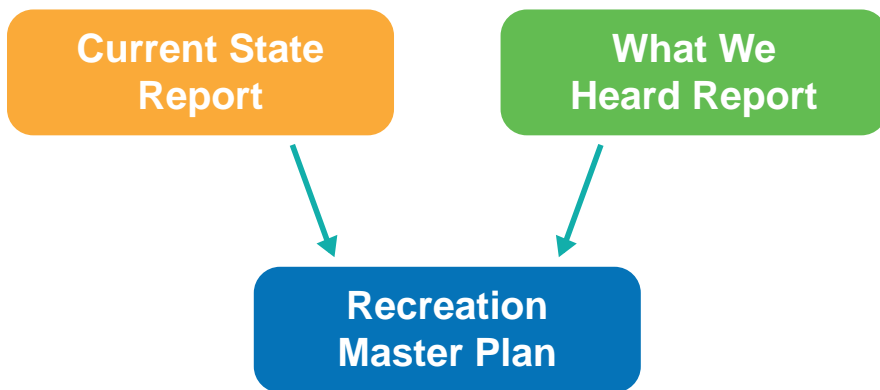 Current State
Report
What We
Heard Report
Recreation
Master Plan